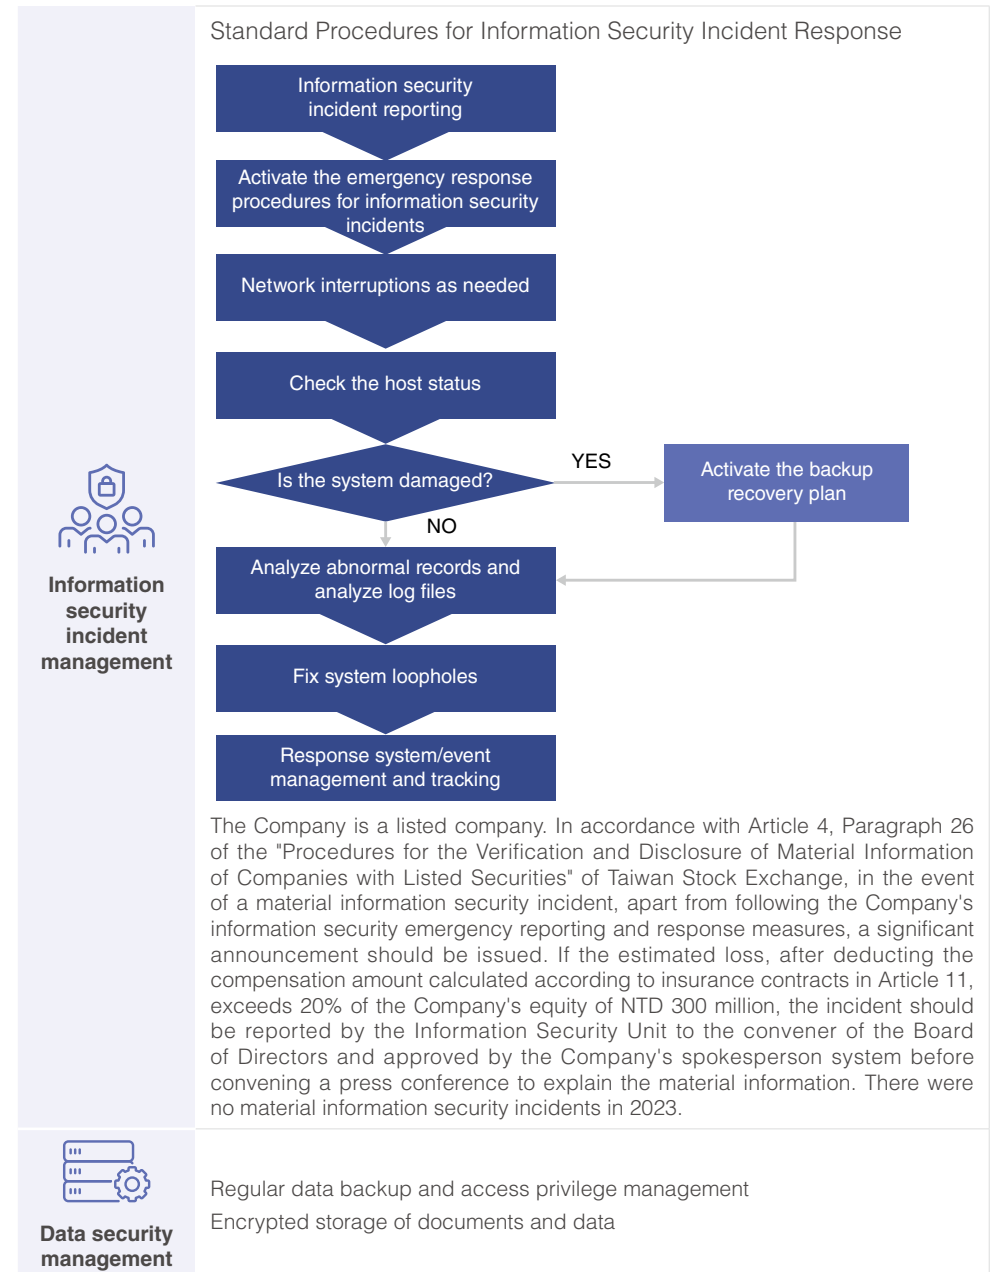 Standard Procedures for Information Security Incident Response
Information security
incident reporting
Activate the emergency response
procedures for information security
incidents
Network interruptions as needed
Check the host status
Is the system damaged?
YES
Activate the backup
recovery plan
NO
Analyze abnormal records and
analyze log files
Fix system loopholes
Response system/event
management and tracking
Information
security
incident
management
The Company is a listed company. In accordance with Article 4, Paragraph 26
of the "Procedures for the Verification and Disclosure of Material Information
of Companies with Listed Securities" of Taiwan Stock Exchange, in the event
of a material information security incident, apart from following the Company's
information security emergency reporting and response measures, a significant
announcement should be issued. If the estimated loss, after deducting the
compensation amount calculated according to insurance contracts in Article 11,
exceeds 20% of the Company's equity of NTD 300 million, the incident should
be reported by the Information Security Unit to the convener of the Board
of Directors and approved by the Company's spokesperson system before
convening a press conference to explain the material information. There were
no material information security incidents in 2023.
Data security
management
Regular data backup and access privilege management
Encrypted storage of documents and data